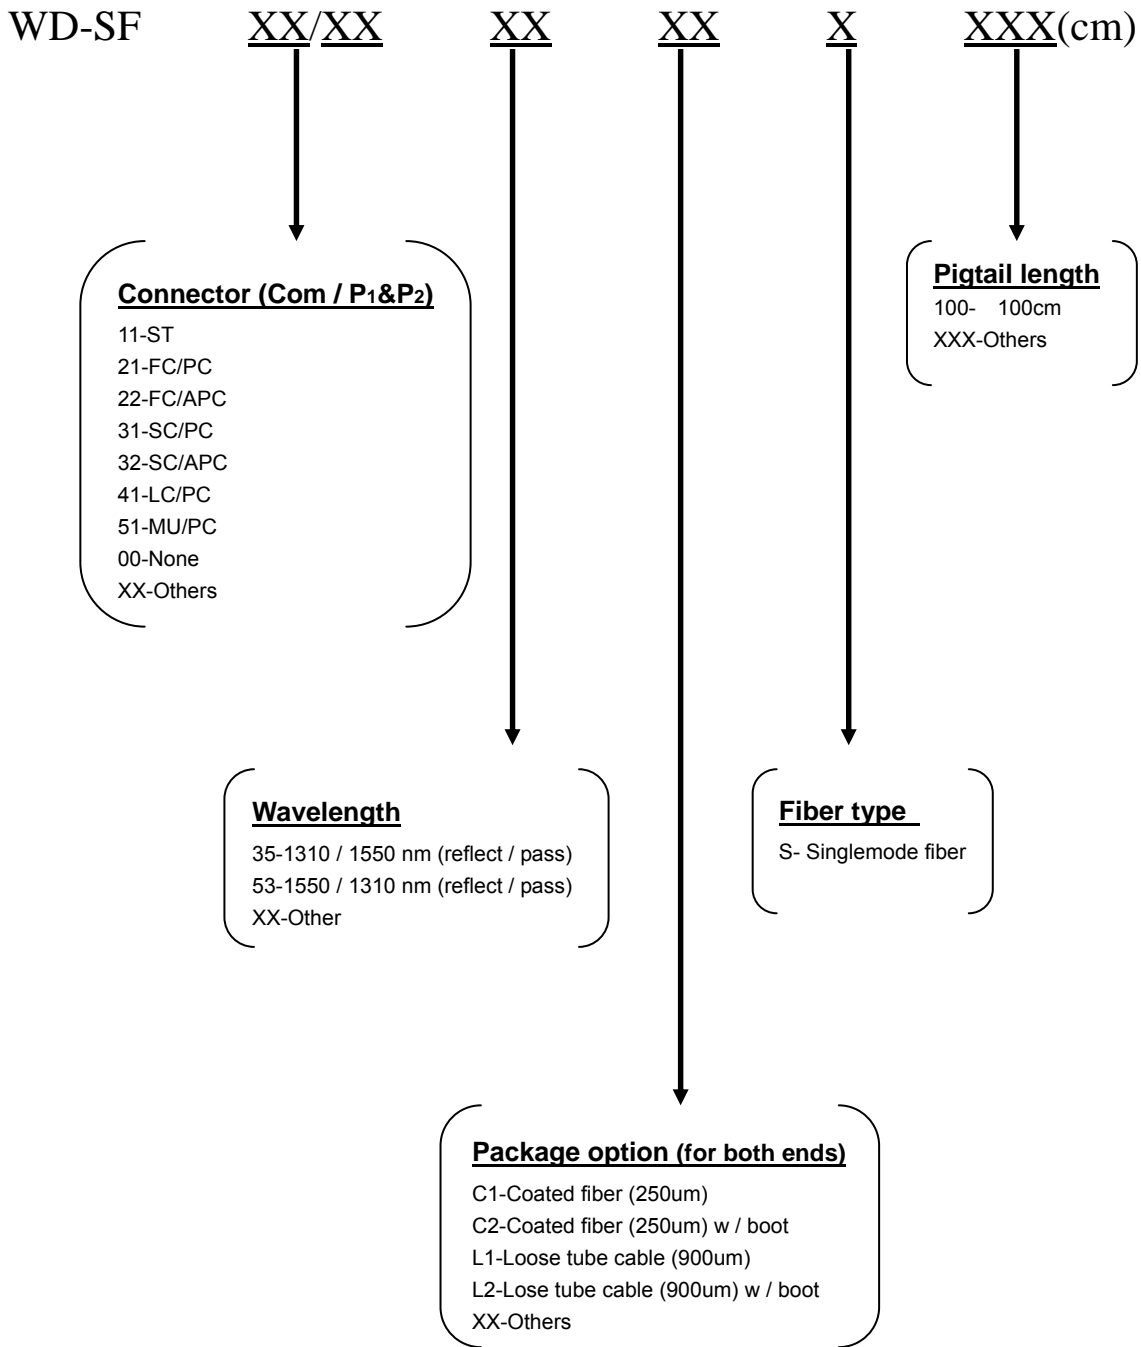 WD-SF XX/XX XX XX X XXX(cm)
Connector (Com / P1&P2)
11-ST
21-FC/PC
22-FC/APC
31-SC/PC
32-SC/APC
41-LC/PC
51-MU/PC
00-None
XX-Others
Pigtail length
100- 100cm
XXX-Others
Wavelength
35-1310 / 1550 nm (reflect / pass)
53-1550 / 1310 nm (reflect / pass)
XX-Other
Fiber type
S- Singlemode fiber
Package option (for both ends)
C1-Coated fiber (250um)
C2-Coated fiber (250um) w / boot
L1-Loose tube cable (900um)
L2-Lose tube cable (900um) w / boot
XX-Others